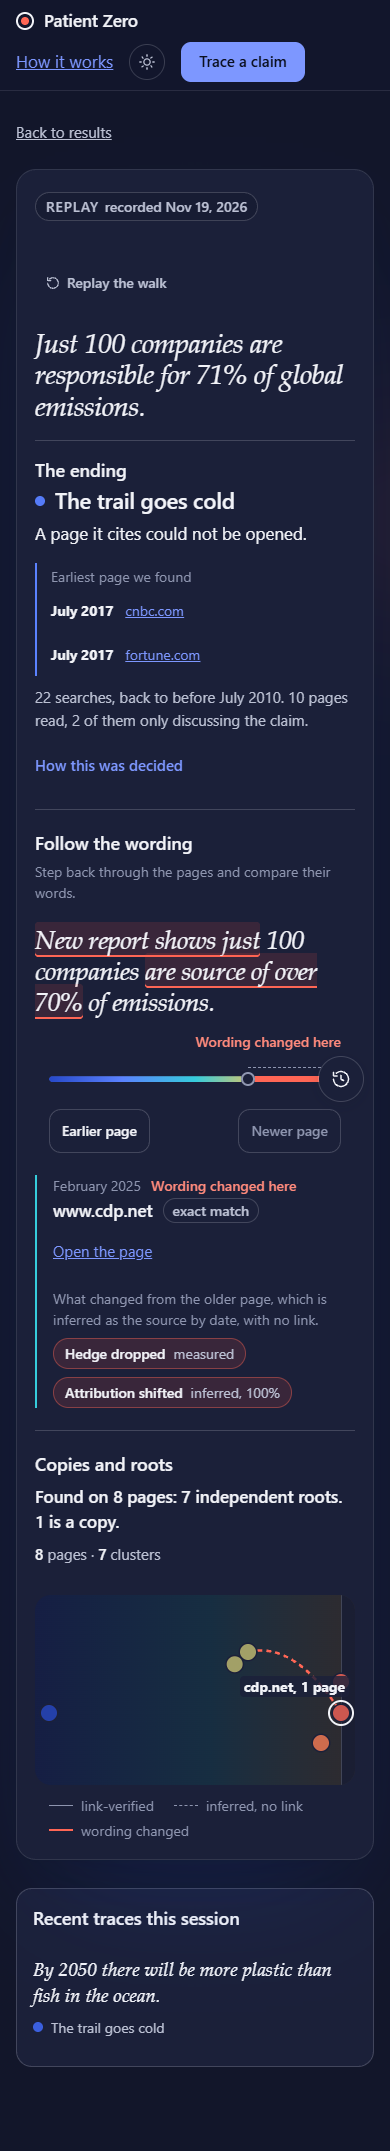 Patient Zero
How it works
Trace a claim
Back to results
REPLAY recorded Nov 19, 2026
Replay the walk
Just 100 companies are
responsible for 71% of global
emissions.
The ending
The trail goes cold
A page it cites could not be opened.
Earliest page we found
July 2017 cnbc.com
July 2017 fortune.com
22 searches, back to before July 2010. 10 pages
read, 2 of them only discussing the claim.
How this was decided
Follow the wording
Step back through the pages and compare their
words.
New report shows just 100
companies are source of over
70% of emissions.
Wording changed here
Earlier page
Newer page
February 2025 Wording changed here
www.cdp.net exact match
Open the page
What changed from the older page, which is
inferred as the source by date, with no link.
Hedge dropped measured
Attribution shifted inferred, 100%
Copies and roots
Found on 8 pages: 7 independent roots.
1 is a copy.
8 pages · 7 clusters
cdp.net, 1 page
link-verified
inferred, no link
wording changed
Recent traces this session
By 2050 there will be more plastic than
fish in the ocean.
The trail goes cold